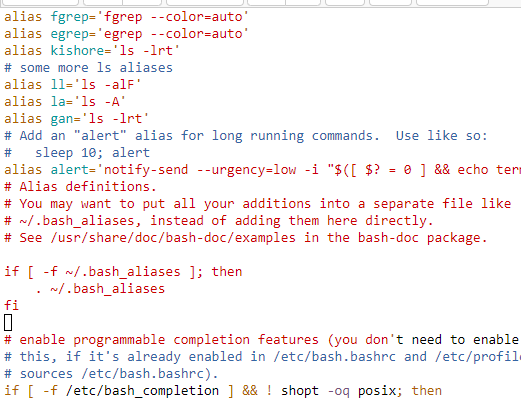 alias fgrep='fgrep --color=auto'
alias egrep='egrep --color=auto'
alias kishore='ls -lrt'
# some more ls aliases
alias ll='ls -alF'
alias la='ls -A'
alias gan='ls -lrt'
# Add an "alert" alias for long running commands.  Use like so:
#   sleep 10; alert
alias alert='notify-send --urgency=low -i "$([ $? = 0 ] && echo ter
# Alias definitions.
# You may want to put all your additions into a separate file like
# ~/.bash_aliases, instead of adding them here directly.
# See /usr/share/doc/bash-doc/examples in the bash-doc package.
if [ -f ~/.bash_aliases ]; then
    . ~/.bash_aliases
fi
# enable programmable completion features (you don't need to enable
# this, if it's already enabled in /etc/bash.bashrc and /etc/profile
# sources /etc/bash.bashrc).
if [ -f /etc/bash_completion ] && ! shopt -oq posix; then